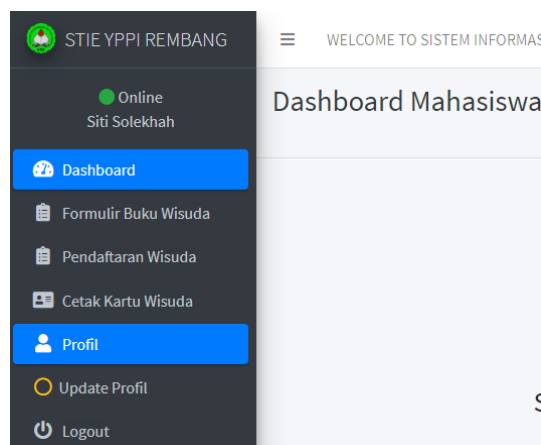 STIE YPPI REMBANG
WELCOME TO SISTEM INFORMAS
Online
Siti Solekhah
Dashboard Mahasiswa
Dashboard
Formulir Buku Wisuda
Pendaftaran Wisuda
Cetak Kartu Wisuda
Profil
Update Profil
S
Logout